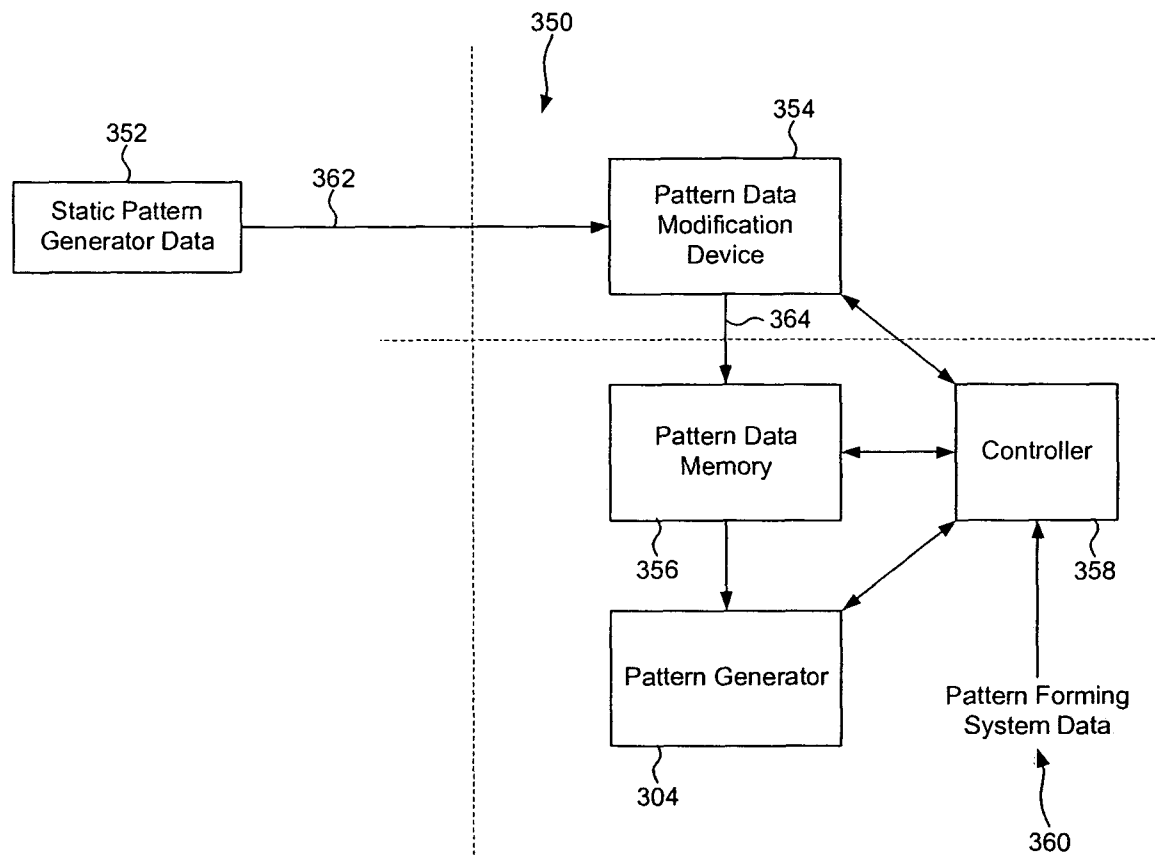 350
354
352
362
Static Pattern
Generator Data
Pattern Data
Modification
Device
364
Pattern Data
Memory
Controller
356
358
Pattern Generator
Pattern Forming
System Data
304
360